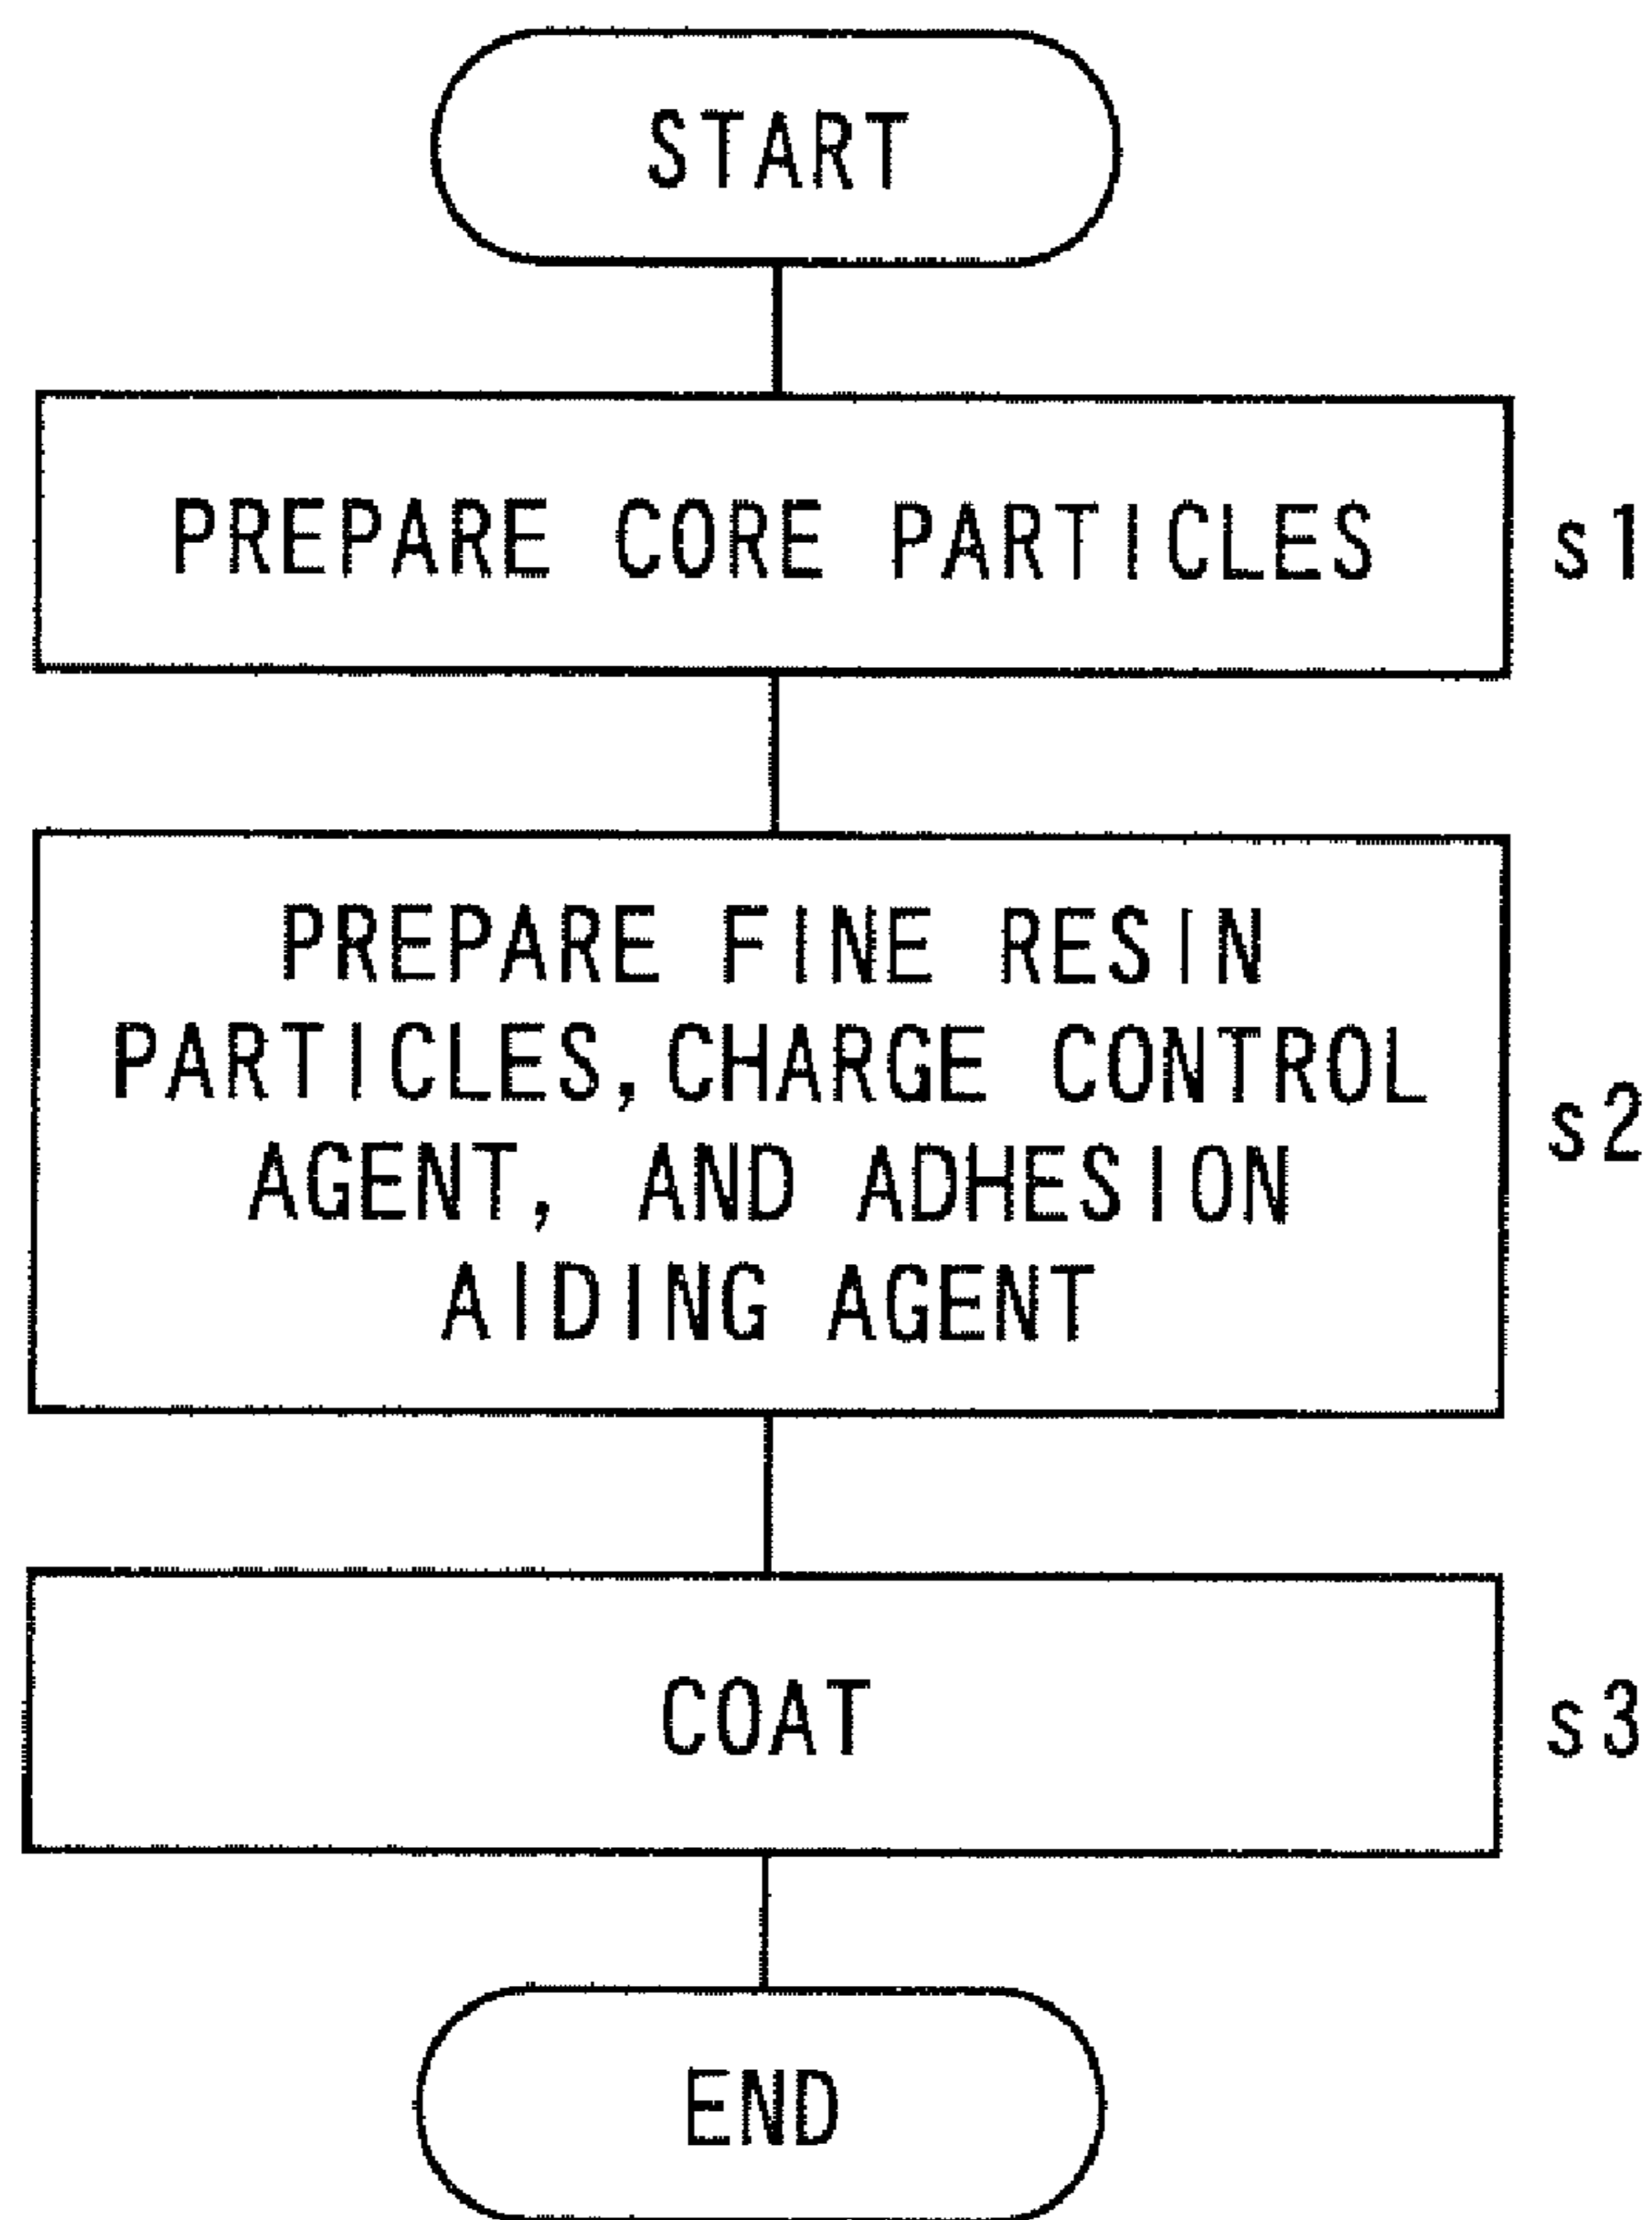 START
PREPARE CORE PARTICLES s1
PREPARE FINE RESIN
PARTICLES, CHARGE CONTROL
AGENT, AND ADHESION
AIDING AGENT
s2
COAT s3
END